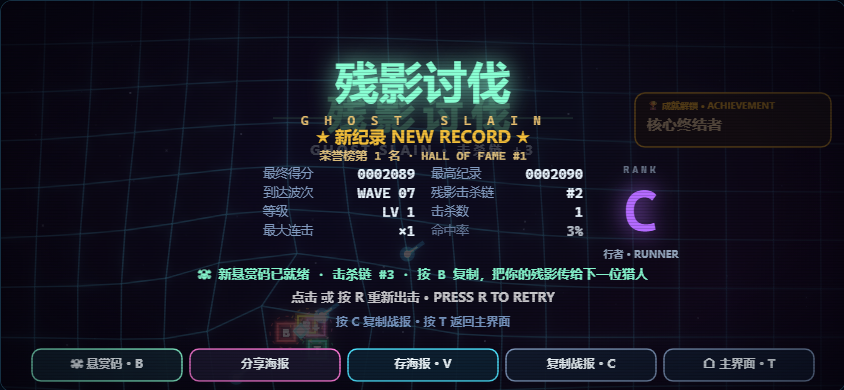 残影讨伐
GHOST SLAIN
★ 新纪录 NEW RECORD ★
荣誉榜第 1 名 · HALL OF FAME #1
成就解锁 • ACHIEVEMENT
核心终结者
最终得分 0002089 最高纪录 0002090
到达波次 WAVE 07 残影击杀链 #2
等级 LV 1 击杀数 1
最大连击 ×1 命中率 3%
RANK
C
行者 • RUNNER
新悬赏码已就绪 · 击杀链 #3 · 按 B 复制，把你的残影传给下一位猎人
点击 或 按 R 重新出击 • PRESS R TO RETRY
按 C 复制战报 • 按 T 返回主界面
B
悬赏码 • B
分享海报
存海报 • V
复制战报 • C
主界面 • T